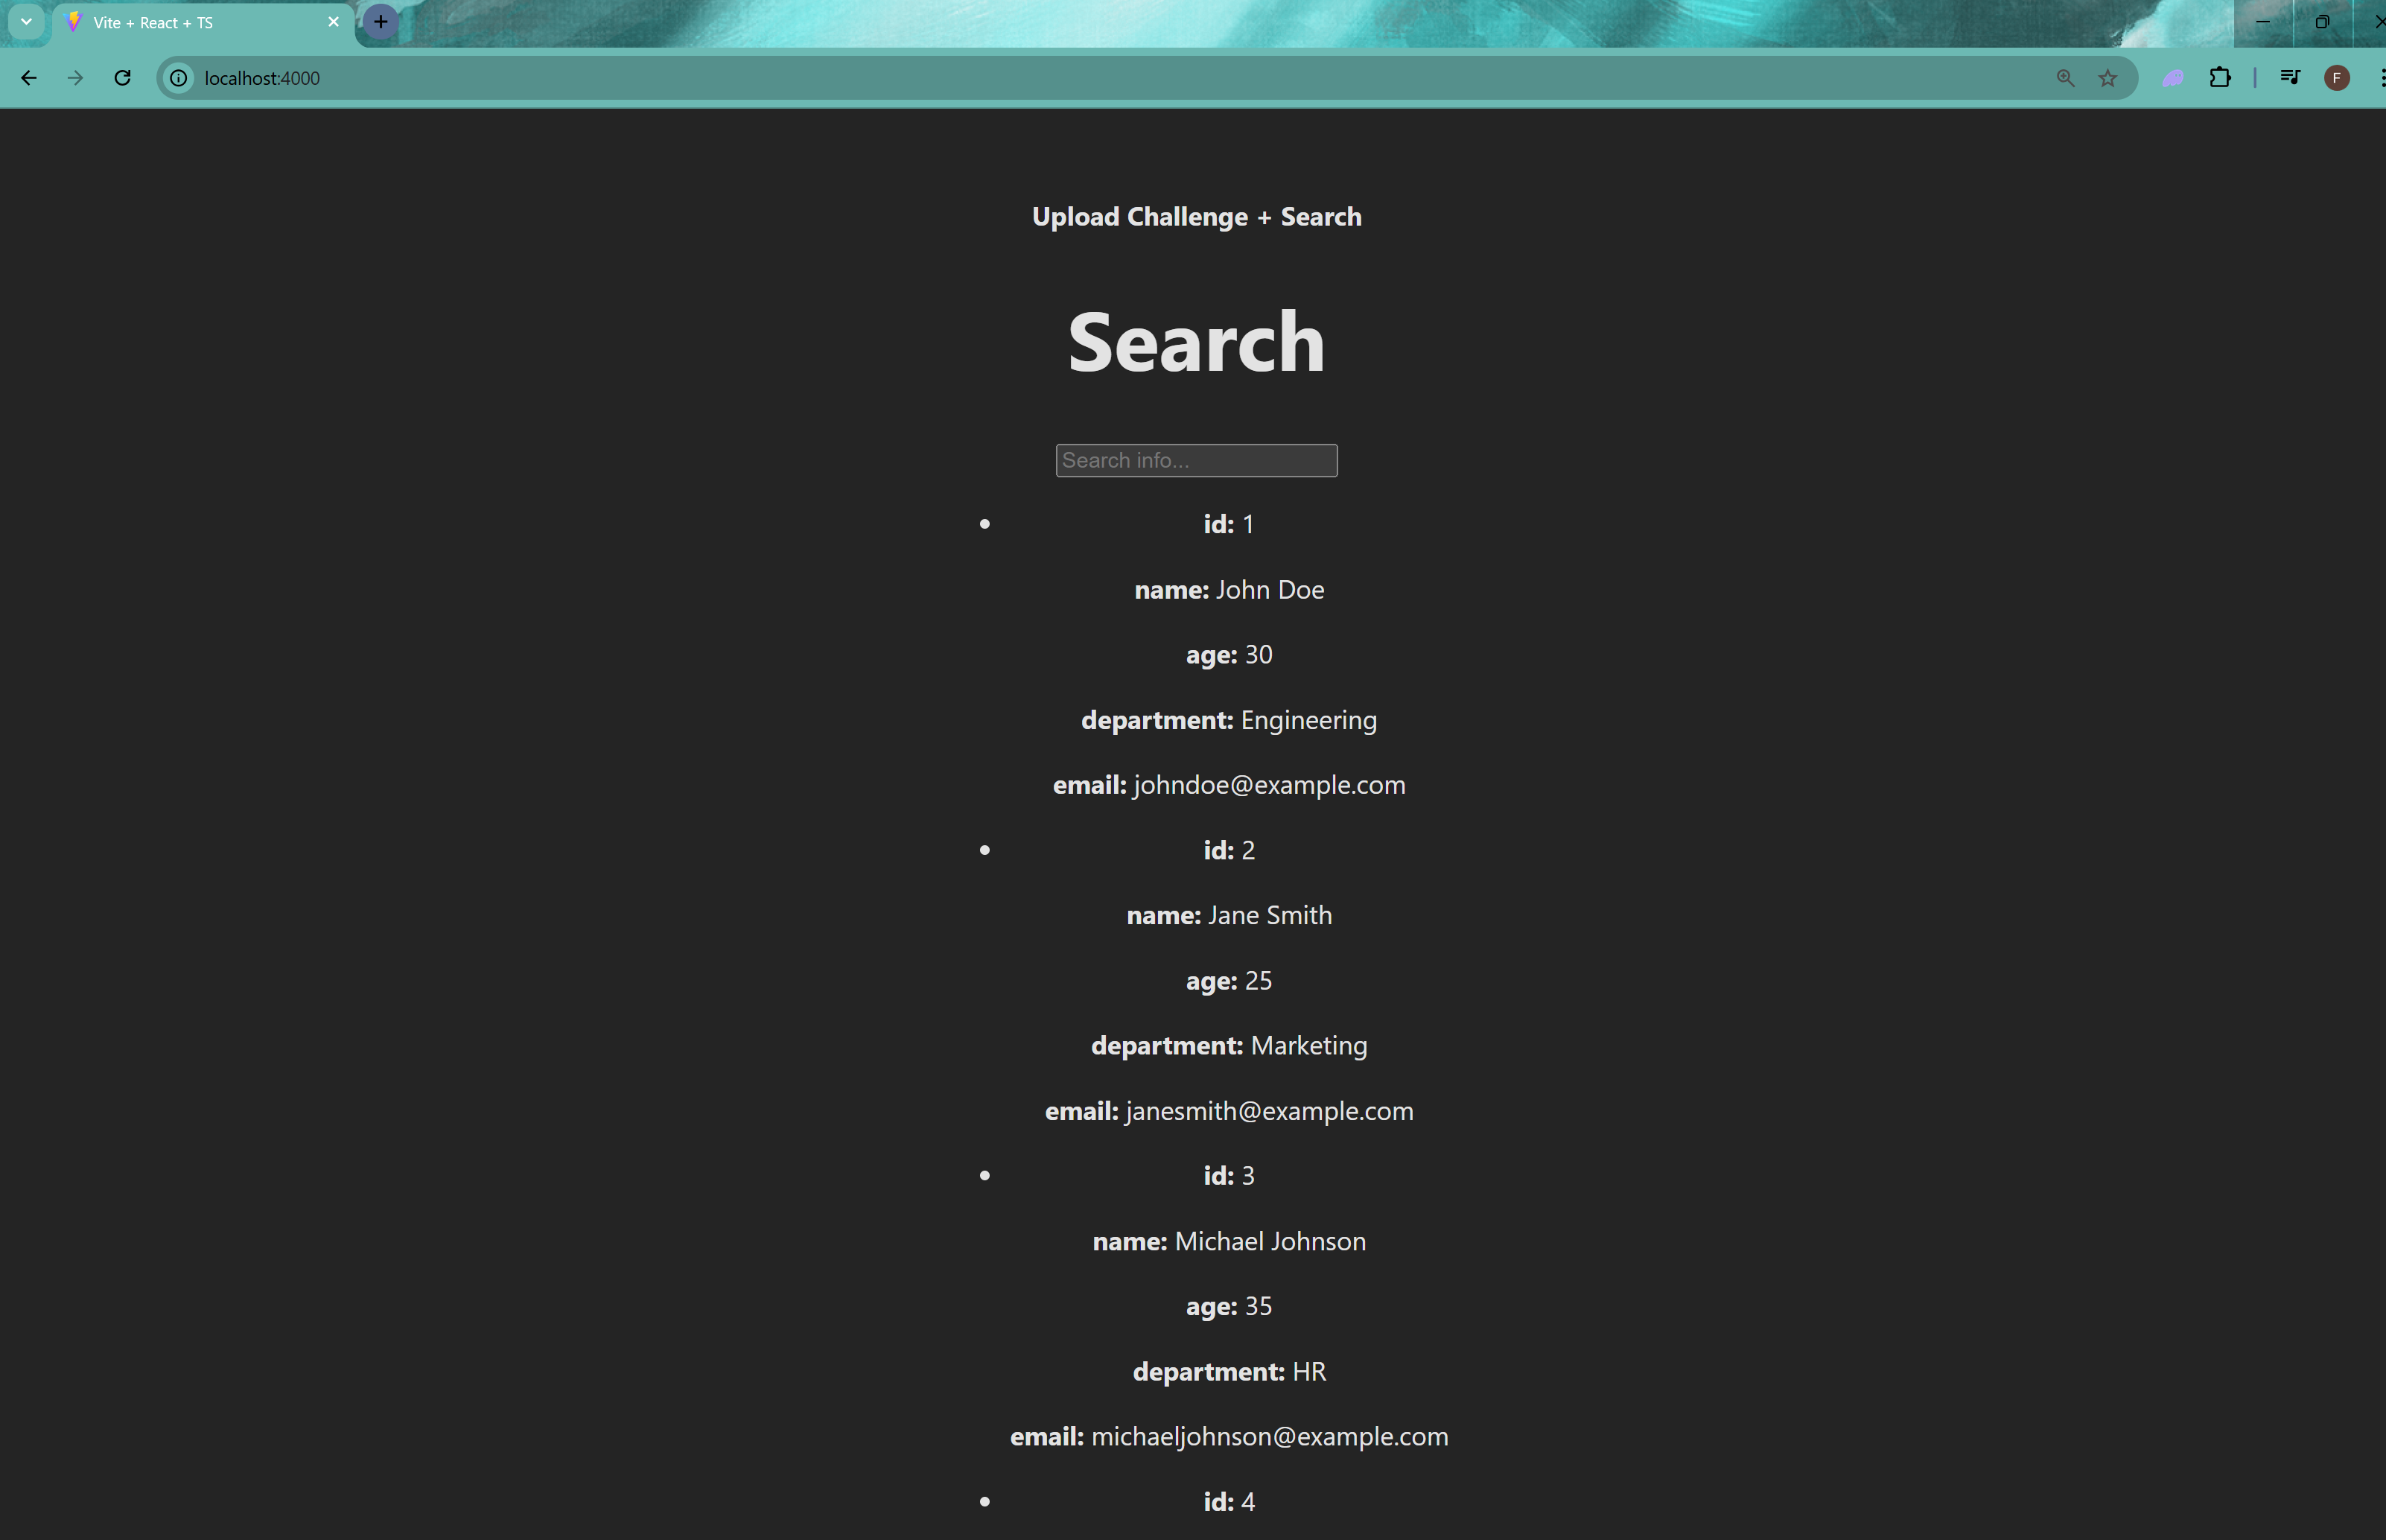 Vite + React + TS
localhost:4000
F
Upload Challenge + Search
Search
Search info...
id: 1
name: John Doe
age: 30
department: Engineering
email: johndoe@example.com
id: 2
name: Jane Smith
age: 25
department: Marketing
email: janesmith@example.com
id: 3
name: Michael Johnson
age: 35
department: HR
email: michaeljohnson@example.com
id: 4